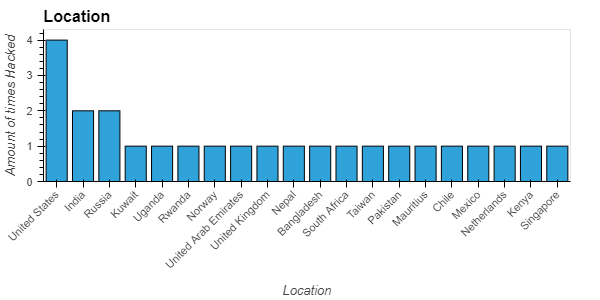 Location
Amount of times Hacked
4
3
2
1
0
United States
India
Russia
Kuwait
Uganda
Rwanda
Norway
United Arab Emirates
United Kingdom
Nepal
Bangladesh
South Africa
Taiwan
Pakistan
Mauritius
Chile
Mexico
Netherlands
Kenya
Singapore
Location